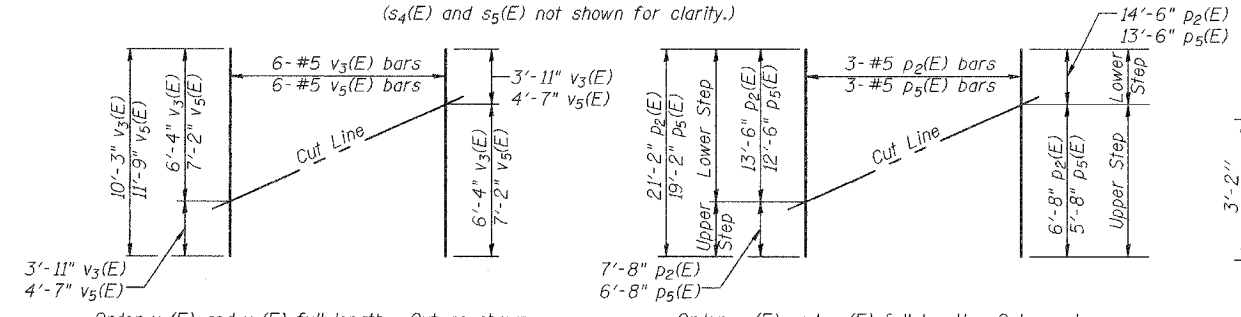 (s4(E) and s5(E) not shown for clarity.)
6- #5 v3(E) bars
6- #5 v5(E) bars
3'-11" v3(E)
4'-7" v5(E)
10'-3" v3(E)
11'-9" v5(E)
6'-4" v3(E)
7'-2" v5(E)
Cut Line
6'-4" v3(E)
7'-2" v5(E)
3'-11" v3(E)
4'-7" v5(E)
14'-6" p2(E)
13'-6" p5(E)
3- #5 p2(E) bars
3- #5 p5(E) bars
Lower
Step
21'-2" p2(E)
19'-2" p5(E)
Lower Step
13'-6" p2(E)
12'-6" p5(E)
Cut Line
Upper
Step
6'-8" p2(E)
5'-8" p5(E)
Upper Step
7'-8" p2(E)
6'-8" p5(E)
3'-2"